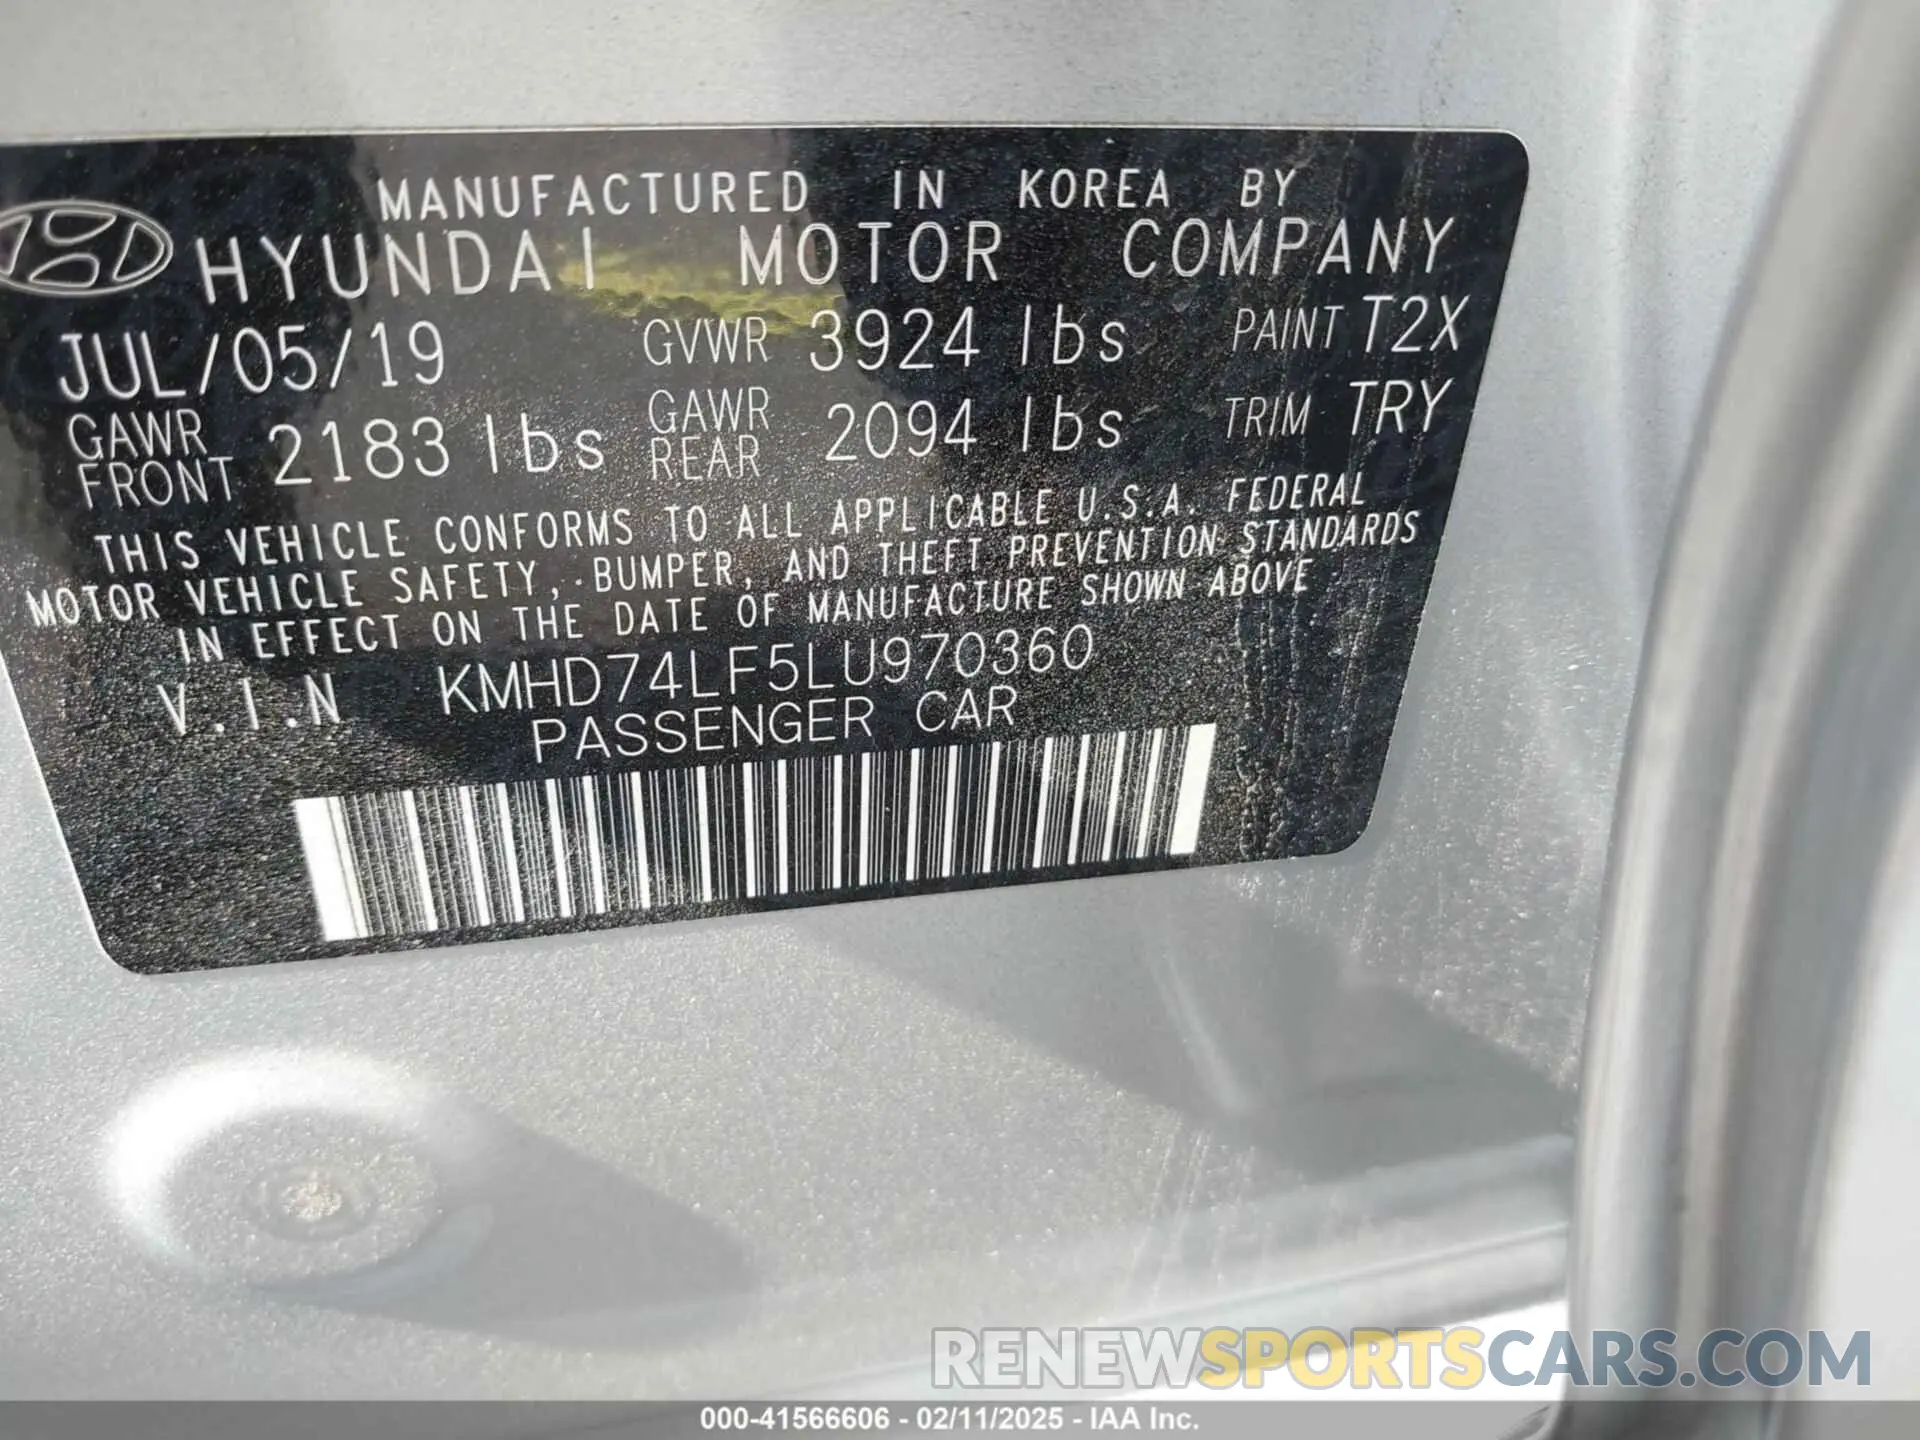 MANUFACTURED IN KOREA BY
HYUNDAI MOTOR COMPANY
JUL/05/19 GVWR 3924 lbs PAINT T2X
GAWR FRONT 2183 lbs GAWR REAR 2094 lbs TRIM TRY
THIS VEHICLE CONFORMS TO ALL APPLICABLE U.S.A. FEDERAL
MOTOR VEHICLE SAFETY, BUMPER, AND THEFT PREVENTION STANDARDS
IN EFFECT ON THE DATE OF MANUFACTURE SHOWN ABOVE
V.I.N KMHD74LF5LU970360
PASSENGER CAR
RENEWSPORTSCARS.COM
000-41566606 - 02/11/2025 - IAA Inc.